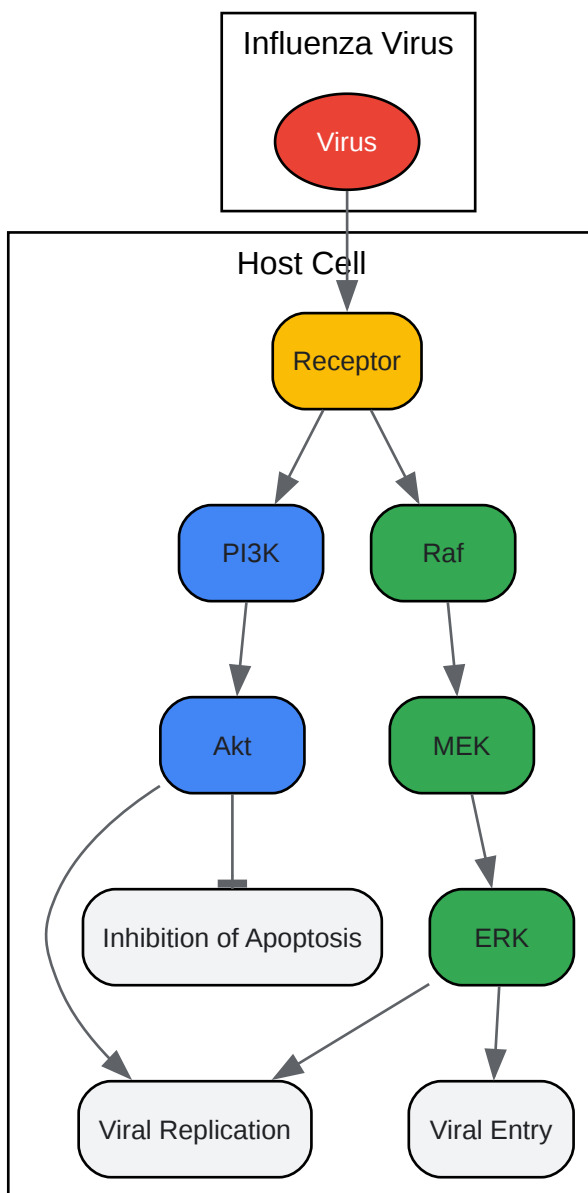 Influenza Virus
Virus
Host Cell
Receptor
PI3K
Raf
Akt
MEK
Inhibition of Apoptosis
ERK
Viral Replication
Viral Entry